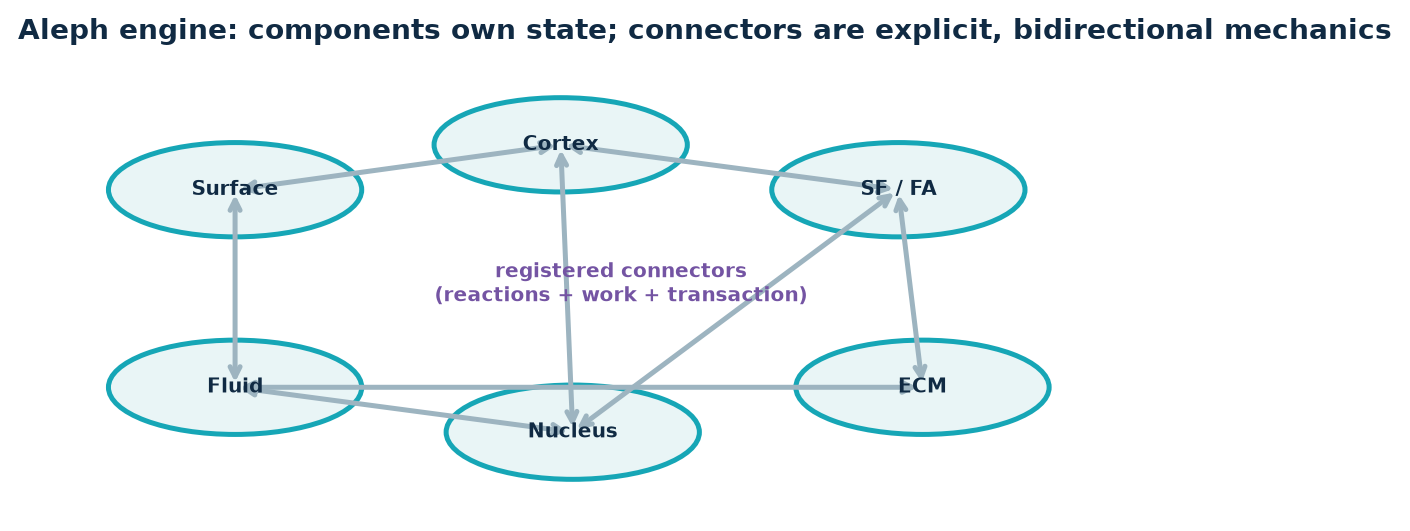 Aleph engine: components own state; connectors are explicit, bidirectional mechanics
Cortex
Surface
SF / FA
registered connectors
(reactions + work + transaction)
Fluid
ECM
Nucleus